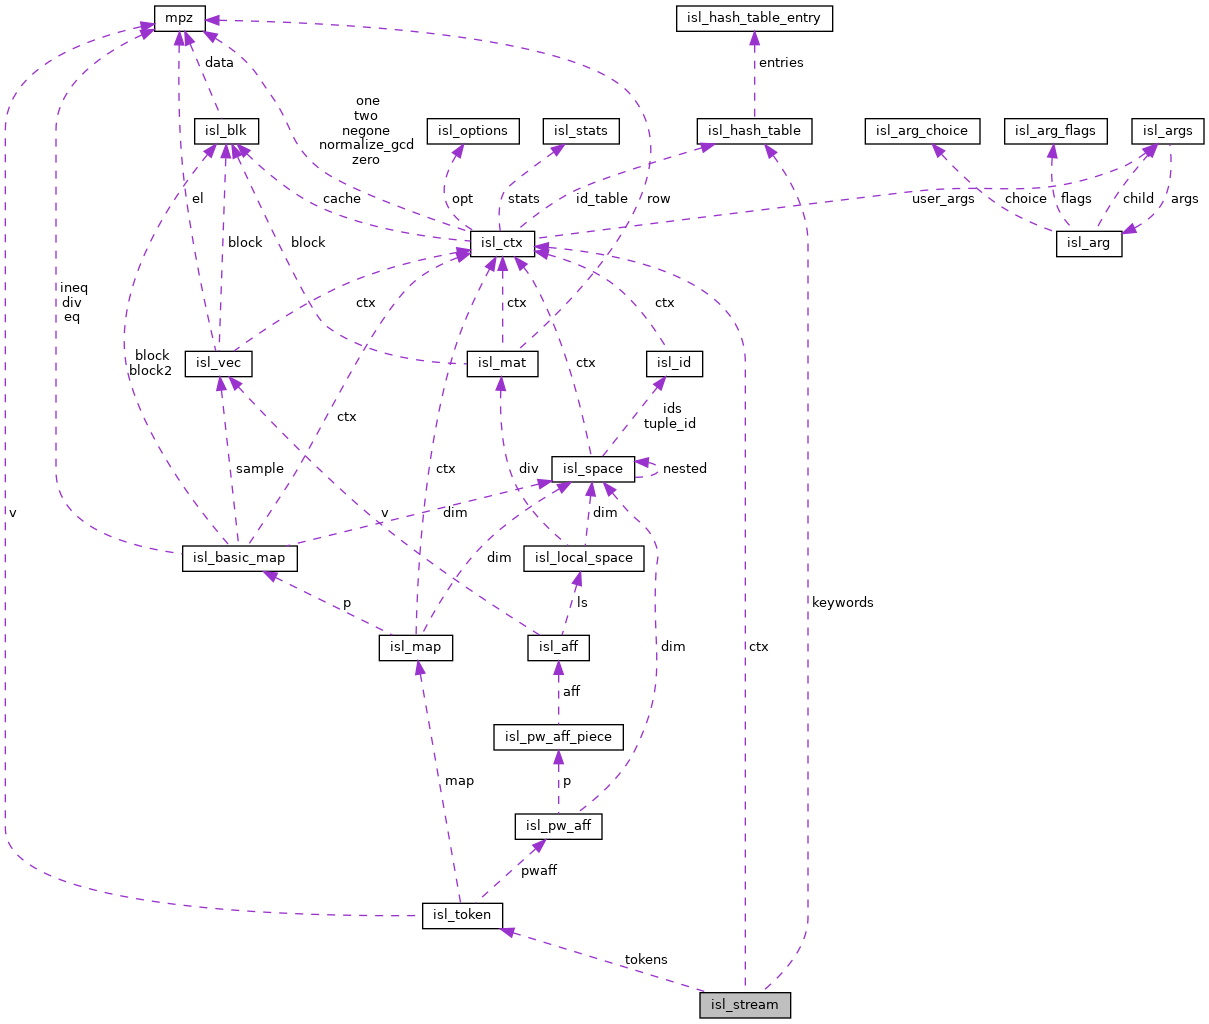 mpz
isl_hash_table_entry
data
entries
one
two
negone
normalize_gcd
zero
isl_blk
isl_options
isl_stats
isl_hash_table
isl_arg_choice
isl_arg_flags
isl_args
el
cache
opt
stats
id_table
row
user_args
choice
flags
child
args
block
block
isl_ctx
isl_arg
ineq
div
eq
ctx
ctx
ctx
block
block2
isl_vec
isl_mat
ctx
isl_id
ctx
ids
tuple_id
sample
ctx
div
isl_space
nested
v
v
dim
dim
isl_basic_map
dim
isl_local_space
p
ls
keywords
isl_map
isl_aff
dim
ctx
aff
isl_pw_aff_piece
map
p
isl_pw_aff
pwaff
isl_token
tokens
isl_stream